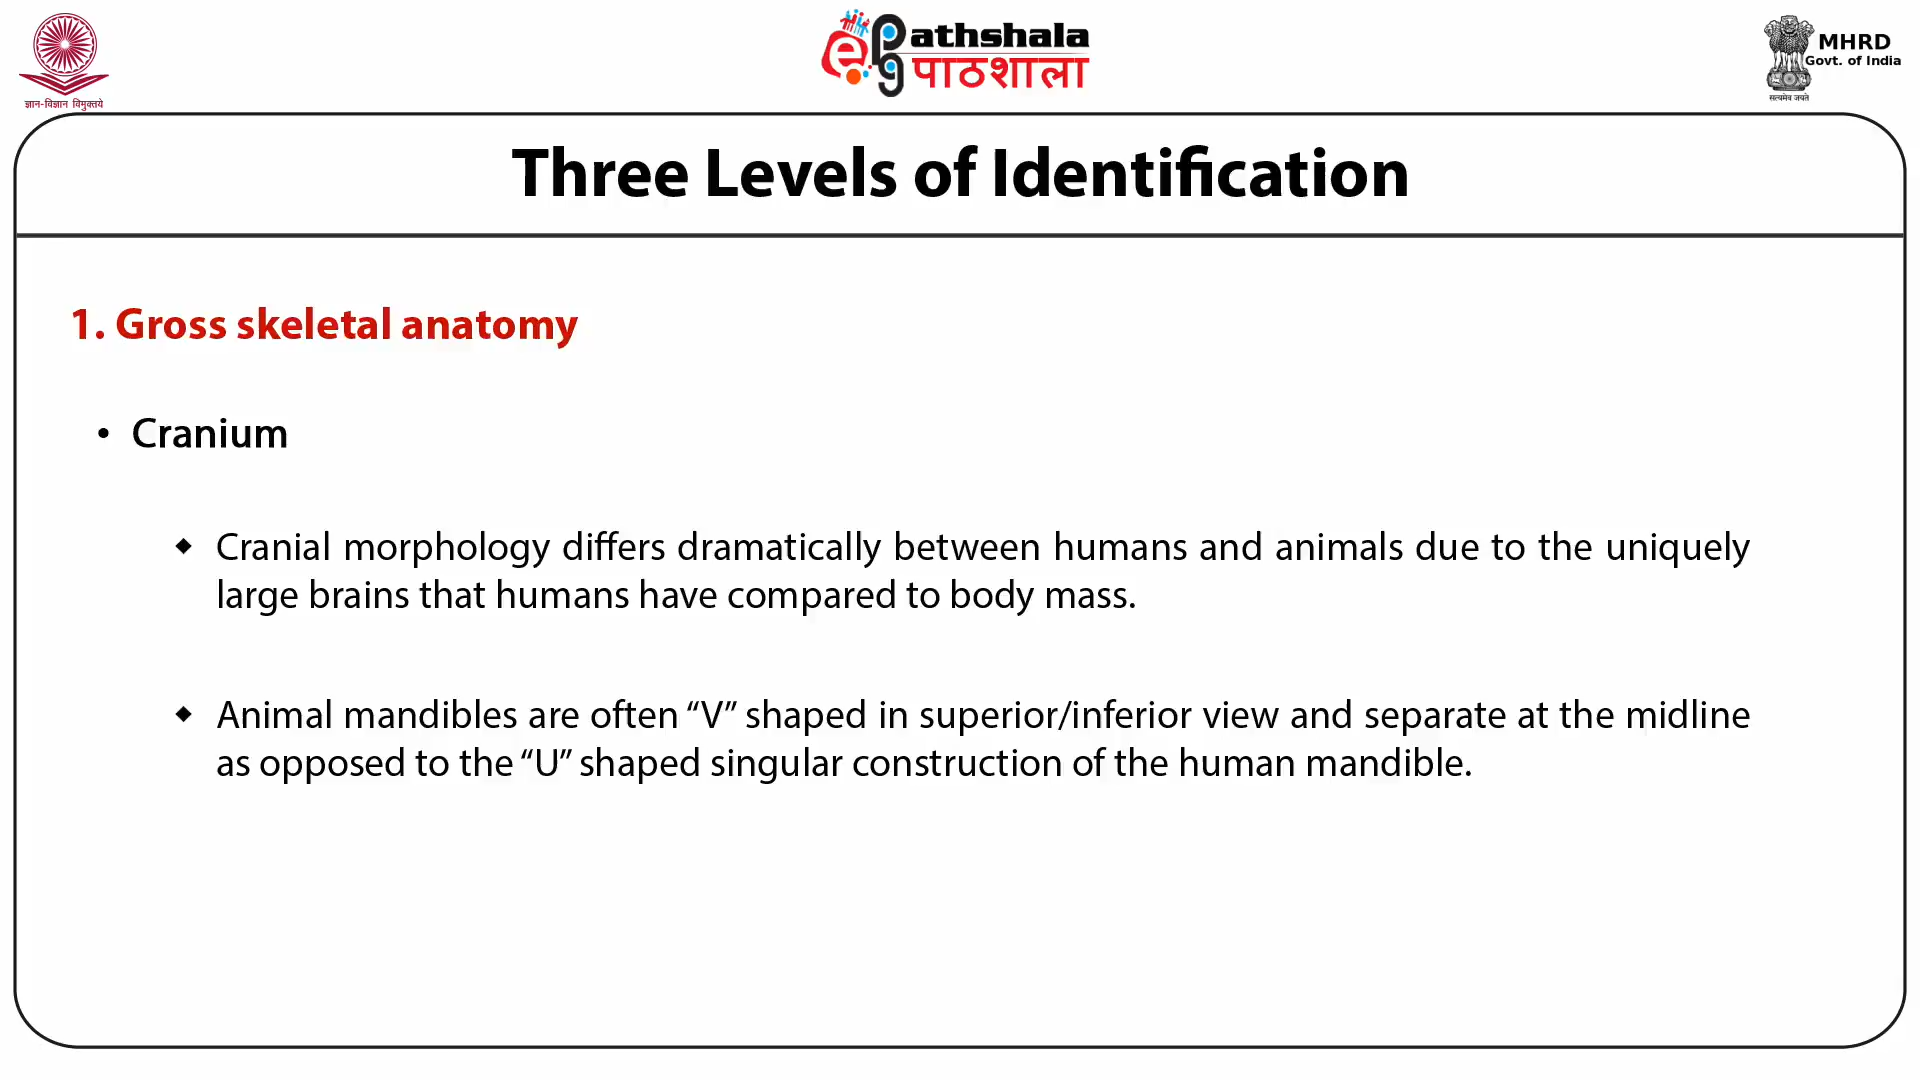 ज्ञान-विज्ञान विमुक्तये
ePathshala
पाठशाला
MHRD
Govt. of India
सत्यमेव जयते
Three Levels of Identification
1. Gross skeletal anatomy
• Cranium
◆ Cranial morphology differs dramatically between humans and animals due to the uniquely
large brains that humans have compared to body mass.
◆ Animal mandibles are often “V” shaped in superior/inferior view and separate at the midline
as opposed to the “U” shaped singular construction of the human mandible.